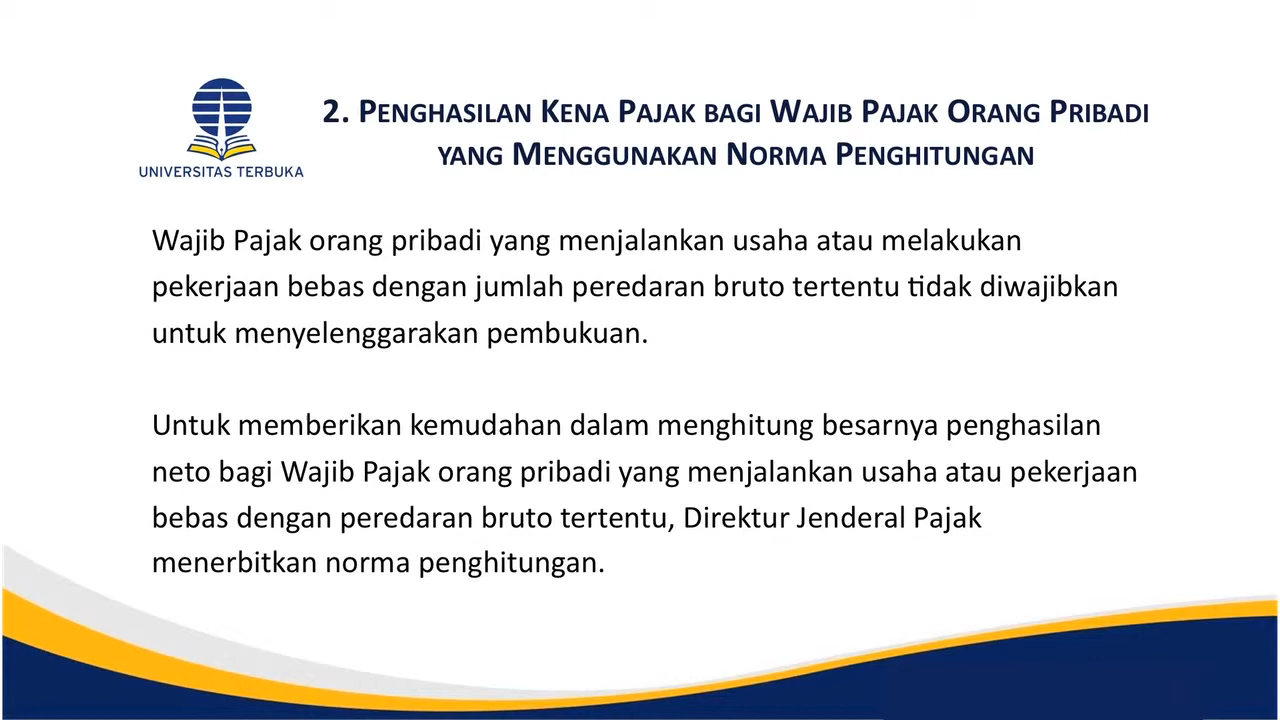 2. PENGHASILAN KENA PAJAK BAGI WAJIB PAJAK ORANG PRIBADI
YANG MENGGUNAKAN NORMA PENGHITUNGAN
UNIVERSITAS TERBUKA
Wajib Pajak orang pribadi yang menjalankan usaha atau melakukan
pekerjaan bebas dengan jumlah peredaran bruto tertentu tidak diwajibkan
untuk menyelenggarakan pembukuan.
Untuk memberikan kemudahan dalam menghitung besarnya penghasilan
neto bagi Wajib Pajak orang pribadi yang menjalankan usaha atau pekerjaan
bebas dengan peredaran bruto tertentu, Direktur Jenderal Pajak
menerbitkan norma penghitungan.